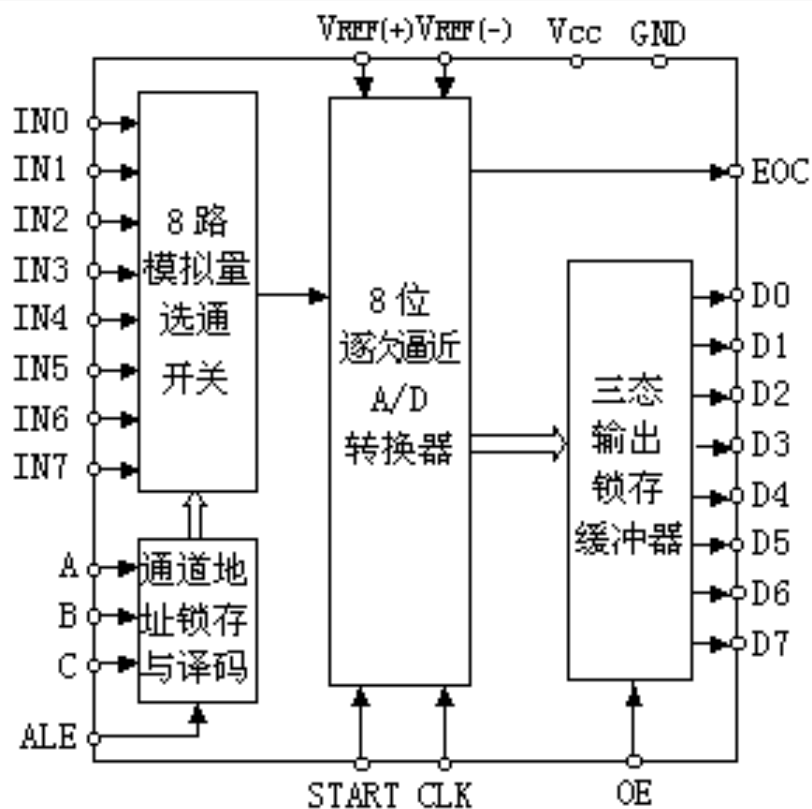 VREF(+) VREF(-) Vcc GND
IN0
IN1
IN2
IN3
IN4
IN5
IN6
IN7
8路
模拟量
选通
开关
8位
逐次逼近
A/D
转换器
EOC
三态
输出
锁存
缓冲器
D0
D1
D2
D3
D4
D5
D6
D7
A
B
C
ALE
通道地
址锁存
与译码
START CLK OE